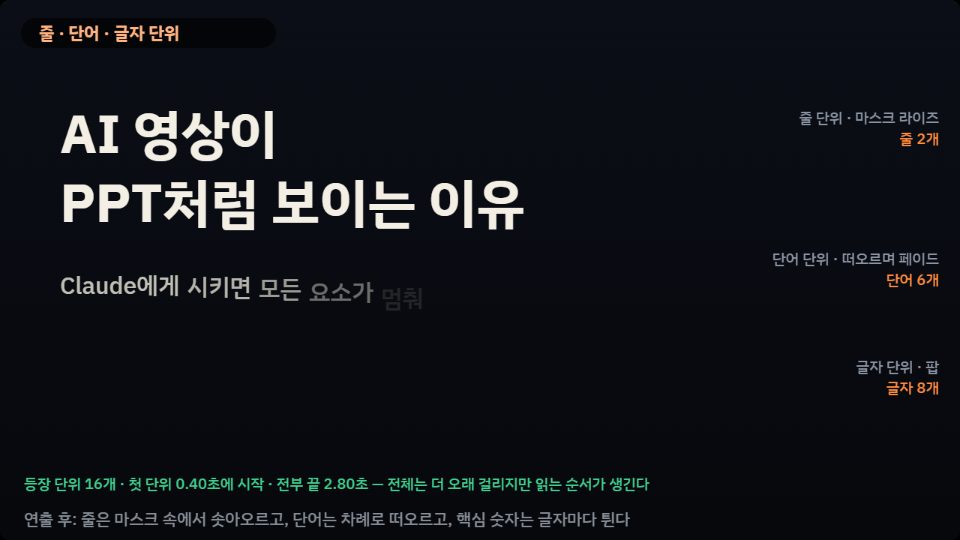 줄 · 단어 · 글자 단위
AI 영상이
PPT처럼 보이는 이유
Claude에게 시키면 모든 요소가 멈춰
줄 단위 · 마스크 라이즈
줄 2개
단어 단위 · 떠오르며 페이드
단어 6개
글자 단위 · 팝
글자 8개
등장 단위 16개 · 첫 단위 0.40초에 시작 · 전부 끝 2.80초 — 전체는 더 오래 걸리지만 읽는 순서가 생긴다
연출 후: 줄은 마스크 속에서 솟아오르고, 단어는 차례로 떠오르고, 핵심 숫자는 글자마다 튄다